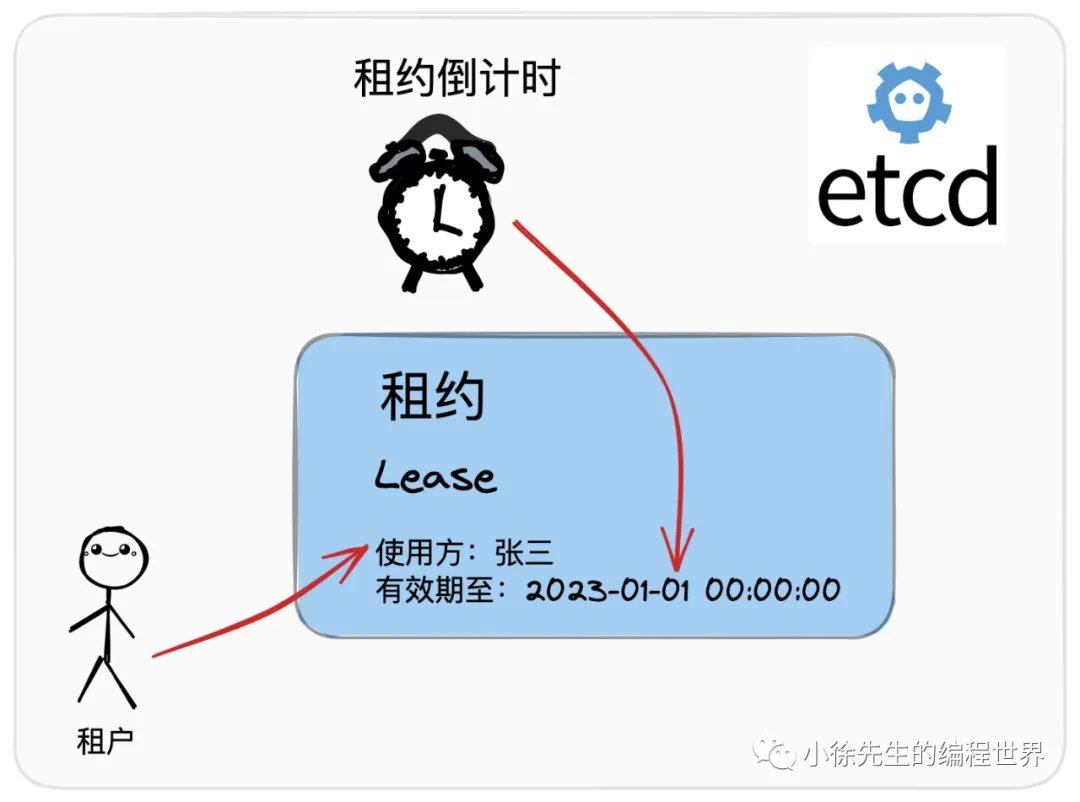 租约倒计时
etcd
租约
Lease
使用方：张三
有效期至：2023-01-01 00:00:00
租户
小徐先生的编程世界